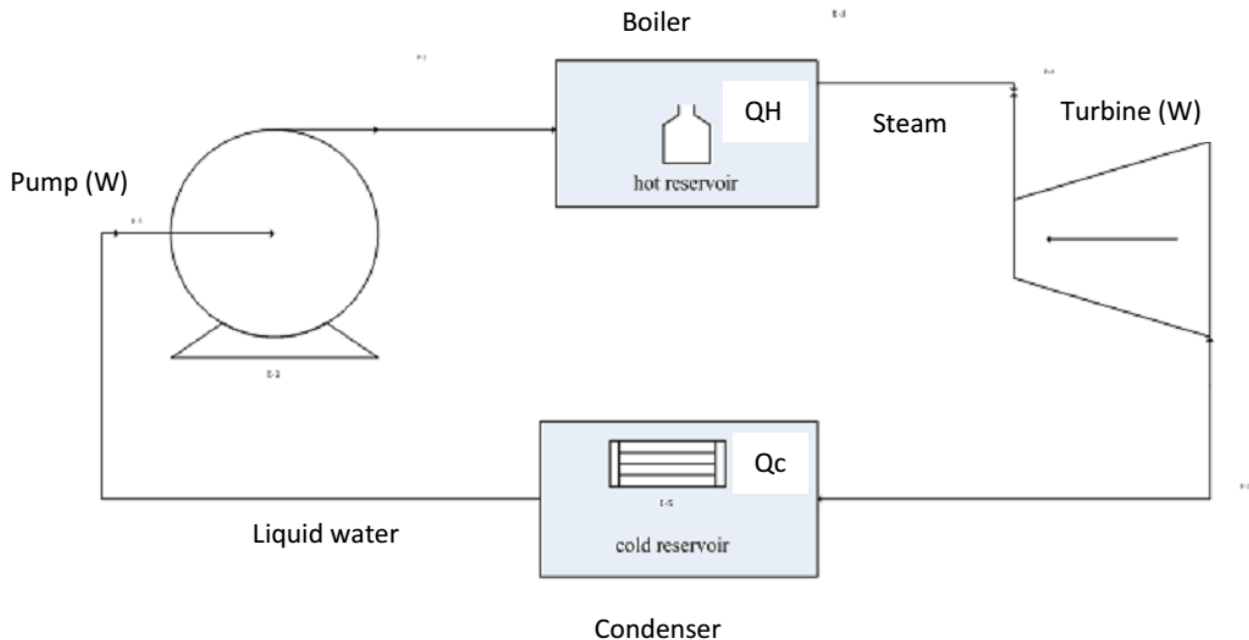 Boiler
QH
Steam
Turbine (W)
hot reservoir
Pump (W)
Qc
Liquid water
cold reservoir
Condenser